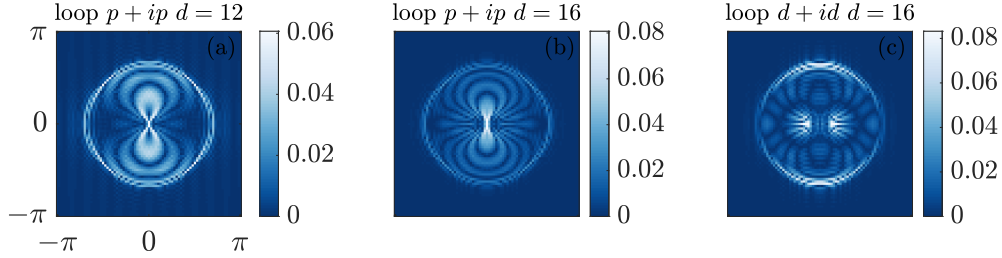 loop p + ip d = 12
loop p + ip d = 16
loop d + id d = 16
(a)
(b)
(c)
π
0
−π
−π
0
π
0.06
0.04
0.02
0
0.08
0.06
0.04
0.02
0
0.08
0.06
0.04
0.02
0